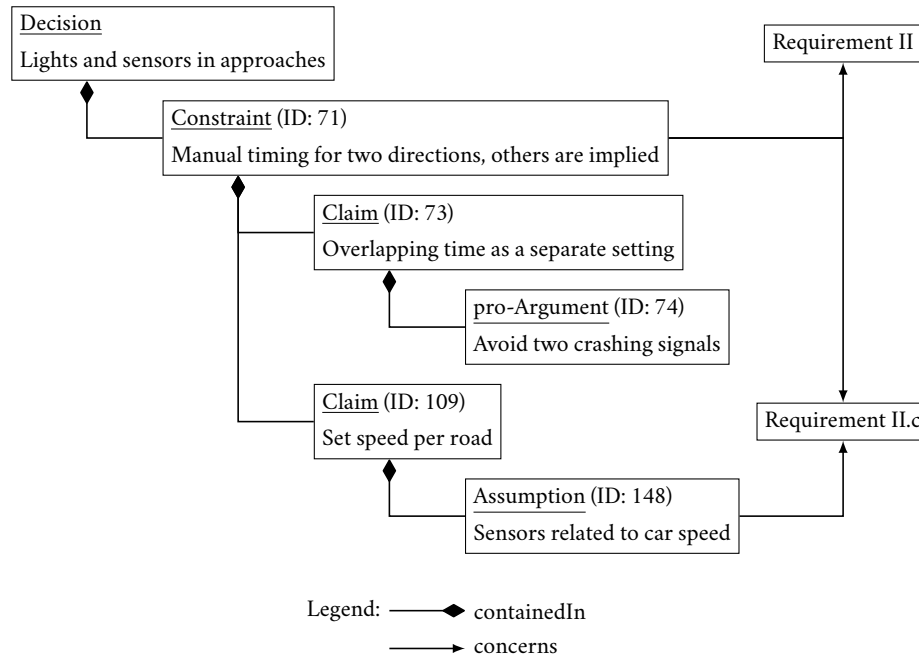 Decision
Lights and sensors in approaches
Requirement II
Constraint (ID: 71)
Manual timing for two directions, others are implied
Claim (ID: 73)
Overlapping time as a separate setting
pro-Argument (ID: 74)
Avoid two crashing signals
Claim (ID: 109)
Set speed per road
Requirement II.c
Assumption (ID: 148)
Sensors related to car speed
Legend:
containedIn
concerns